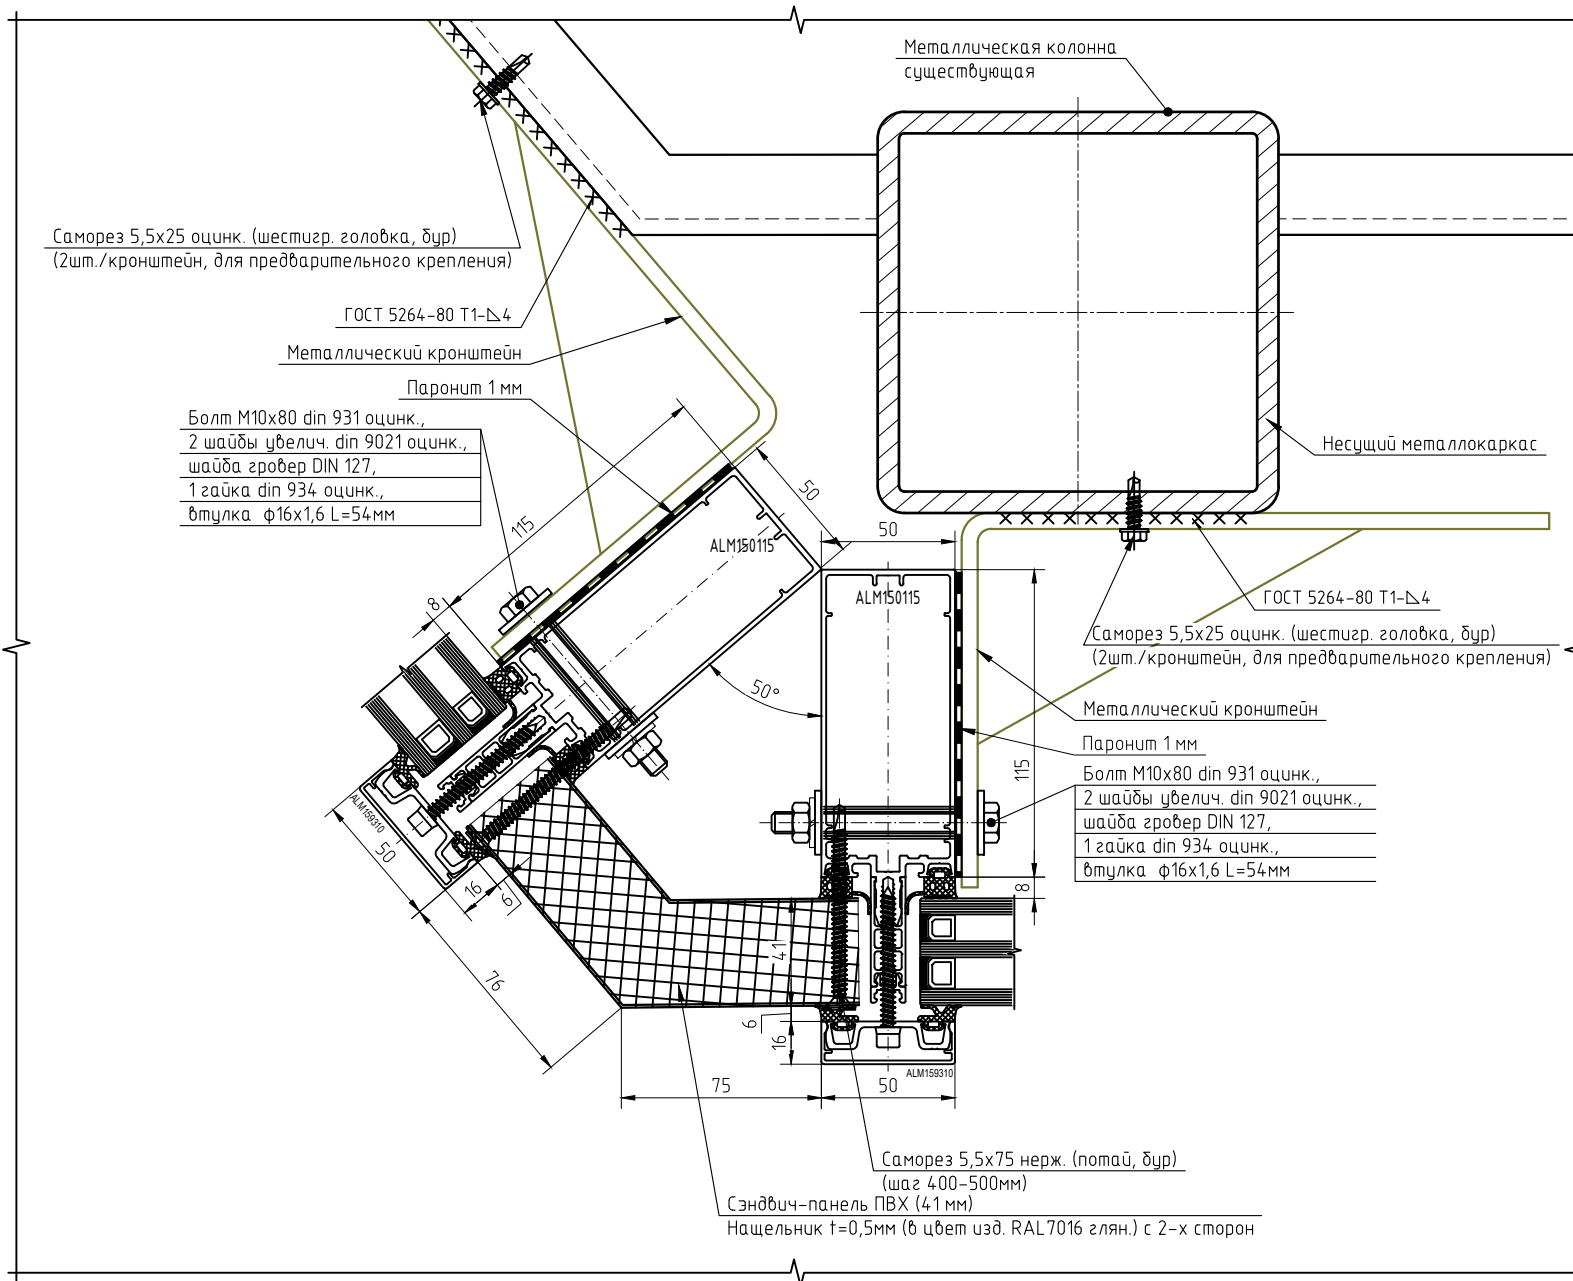 Металлическая колонна
существующая
Саморез 5,5х25 оцинк. (шестигр. головка, бур)
(2шт./кронштейн, для предварительного крепления)
ГОСТ 5264-80 Т1-⊿4
Металлический кронштейн
Паронит 1 мм
Болт М10х80 din 931 оцинк.,
2 шайбы увелич. din 9021 оцинк.,
шайба гровер DIN 127,
1 гайка din 934 оцинк.,
втулка ф16х1,6 L=54мм
Несущий металлокаркас
115
50
50
8
ALM150115
ALM150115
ГОСТ 5264-80 Т1-⊿4
Саморез 5,5х25 оцинк. (шестигр. головка, бур)
(2шт./кронштейн, для предварительного крепления)
50°
Металлический кронштейн
Паронит 1 мм
115
Болт М10х80 din 931 оцинк.,
2 шайбы увелич. din 9021 оцинк.,
шайба гровер DIN 127,
1 гайка din 934 оцинк.,
втулка ф16х1,6 L=54мм
ALM159310
50
16
6
8
41
76
6
16
ALM159310
75
50
Саморез 5,5х75 нерж. (потай, бур)
(шаг 400-500мм)
Сэндвич-панель ПВХ (41 мм)
Нащельник t=0,5мм (в цвет изд. RAL7016 глян.) с 2-х сторон